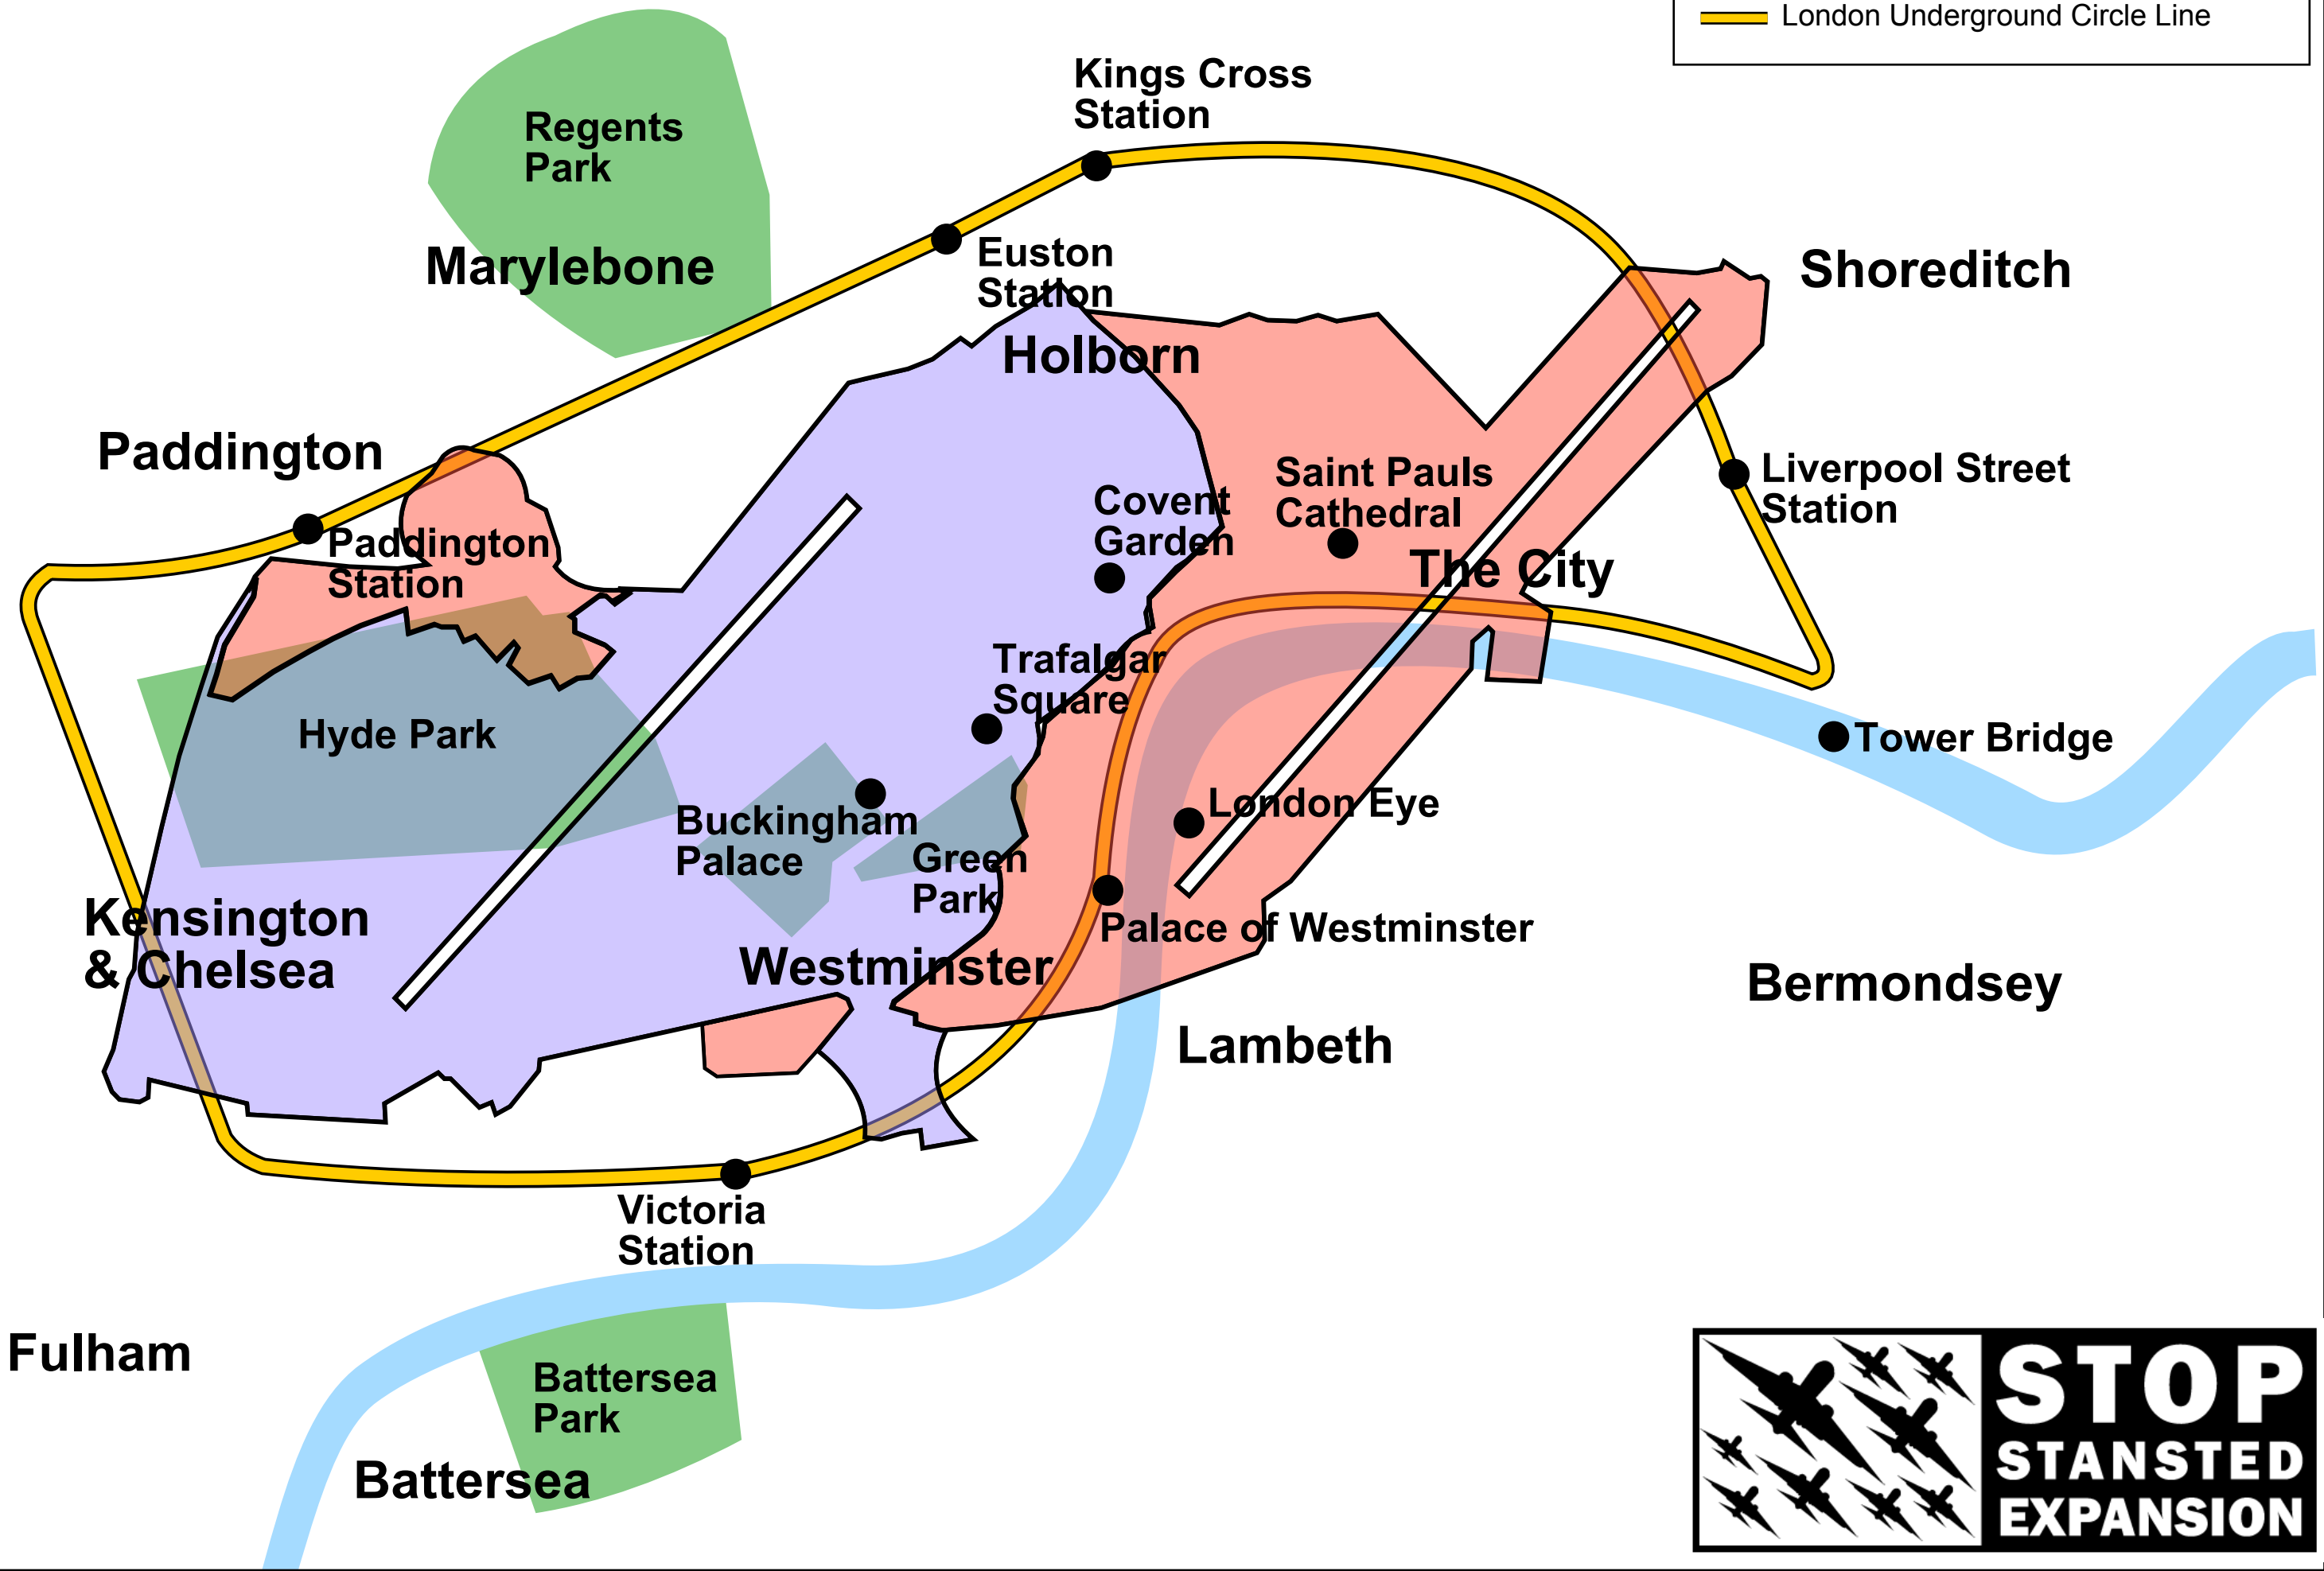 London Underground Circle Line
Kings Cross
Station
Regents
Park
Euston
Station
Marylebone
Shoreditch
Holborn
Paddington
Saint Pauls
Cathedral
Liverpool Street
Station
Covent
Garden
Paddington
Station
The City
Trafalgar
Square
Hyde Park
Tower Bridge
Buckingham
Palace
London Eye
Green
Park
Kensington
& Chelsea
Palace of Westminster
Westminster
Bermondsey
Lambeth
Victoria
Station
Fulham
Battersea
Park
Battersea
STOP
STANSTED
EXPANSION